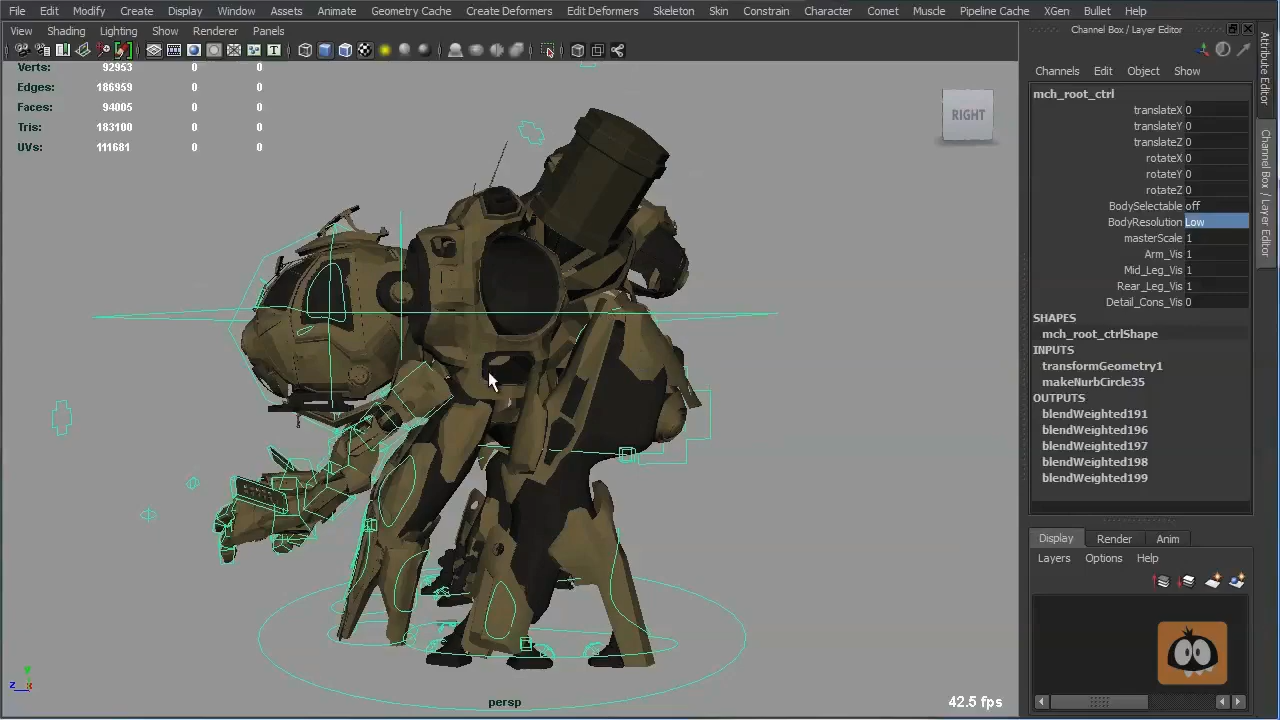 File Edit Modify Create Display Window Assets Animate Geometry Cache Create Deformers Edit Deformers Skeleton Skin Constrain Character Comet Muscle Pipeline Cache XGen Bullet Help
View Shading Lighting Show Renderer Panels
Channel Box / Layer Editor
Verts: 92953 0 0
Edges: 186959 0 0
Faces: 94005 0 0
Tris: 183100 0 0
UVs: 111681 0 0
RIGHT
Channels Edit Object Show
mch_root_ctrl
translateX 0
translateY 0
translateZ 0
rotateX 0
rotateY 0
rotateZ 0
BodySelectable off
BodyResolution Low
masterScale 1
Arm_Vis 1
Mid_Leg_Vis 1
Rear_Leg_Vis 1
Detail_Cons_Vis 0
SHAPES
mch_root_ctrlShape
INPUTS
transformGeometry1
makeNurbCircle35
OUTPUTS
blendWeighted191
blendWeighted196
blendWeighted197
blendWeighted198
blendWeighted199
Display Render Anim
Layers Options Help
Attribute Editor
Channel Box / Layer Editor
z x
persp
42.5 fps